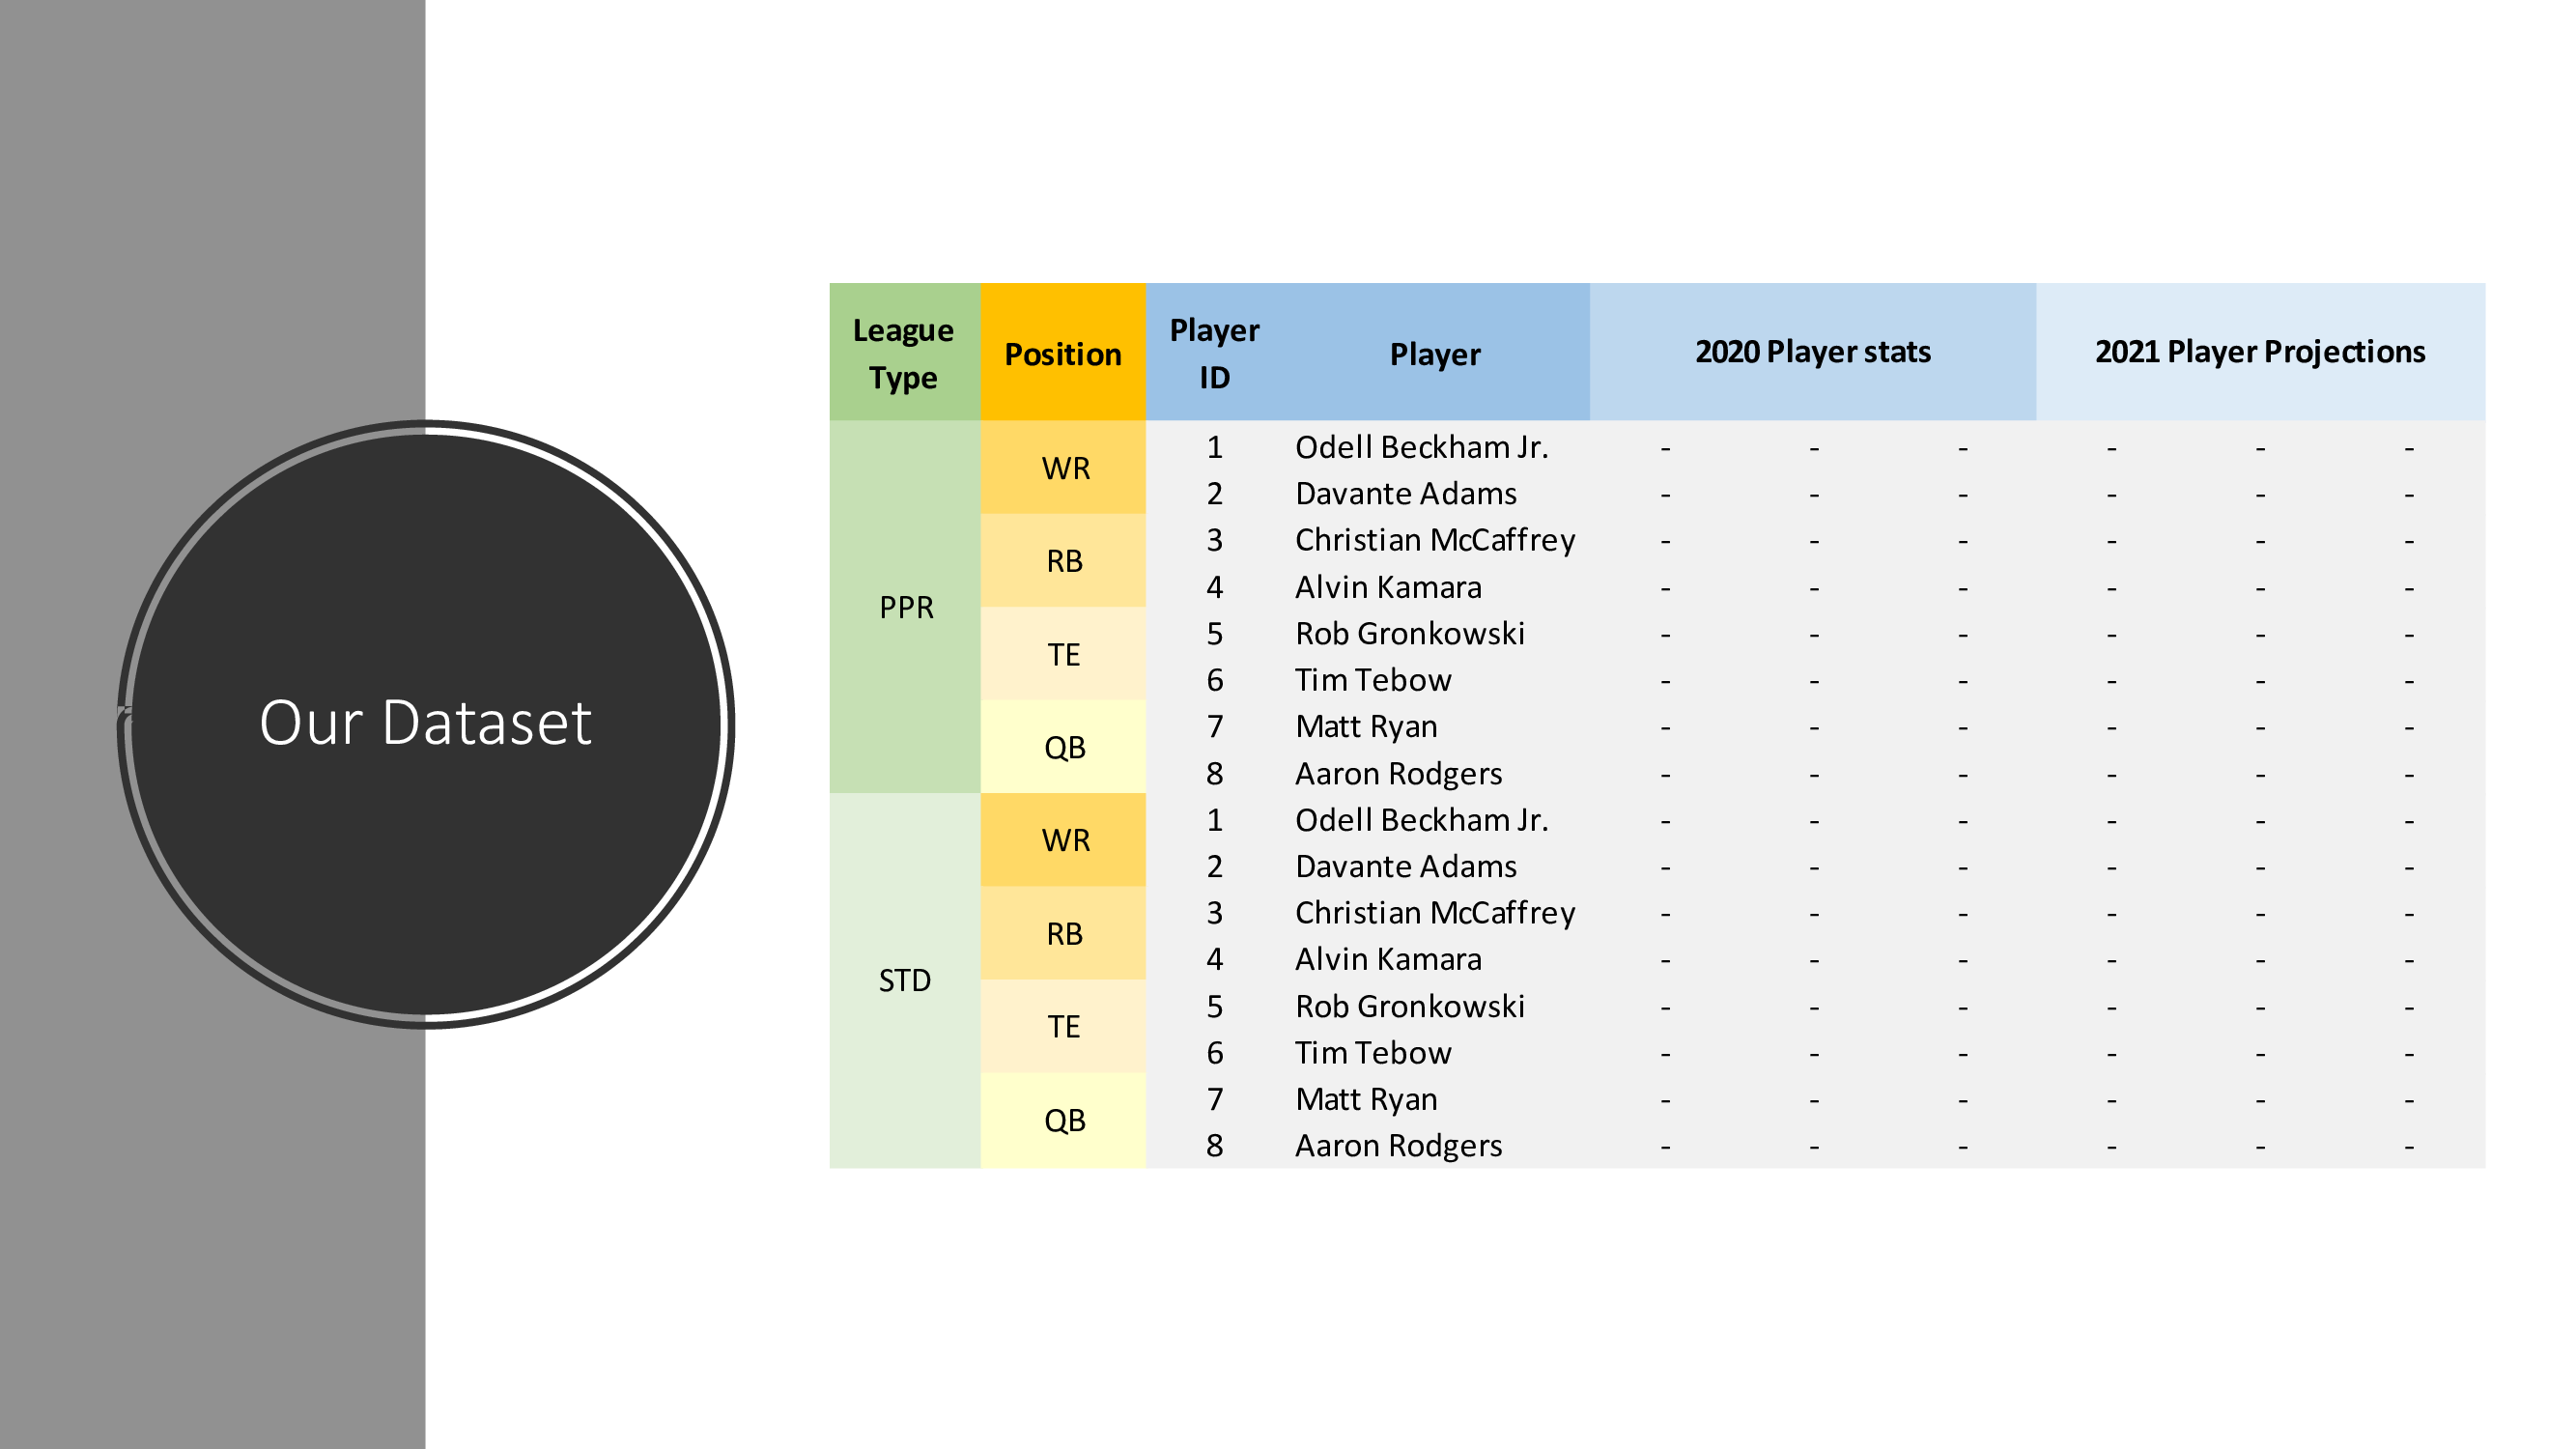 Our Dataset
League Type Position Player ID Player 2020 Player stats 2021 Player Projections
PPR WR 1 Odell Beckham Jr. - - - - - -
2 Davante Adams - - - - - -
RB 3 Christian McCaffrey - - - - - -
4 Alvin Kamara - - - - - -
TE 5 Rob Gronkowski - - - - - -
6 Tim Tebow - - - - - -
QB 7 Matt Ryan - - - - - -
8 Aaron Rodgers - - - - - -
STD WR 1 Odell Beckham Jr. - - - - - -
2 Davante Adams - - - - - -
RB 3 Christian McCaffrey - - - - - -
4 Alvin Kamara - - - - - -
TE 5 Rob Gronkowski - - - - - -
6 Tim Tebow - - - - - -
QB 7 Matt Ryan - - - - - -
8 Aaron Rodgers - - - - - -